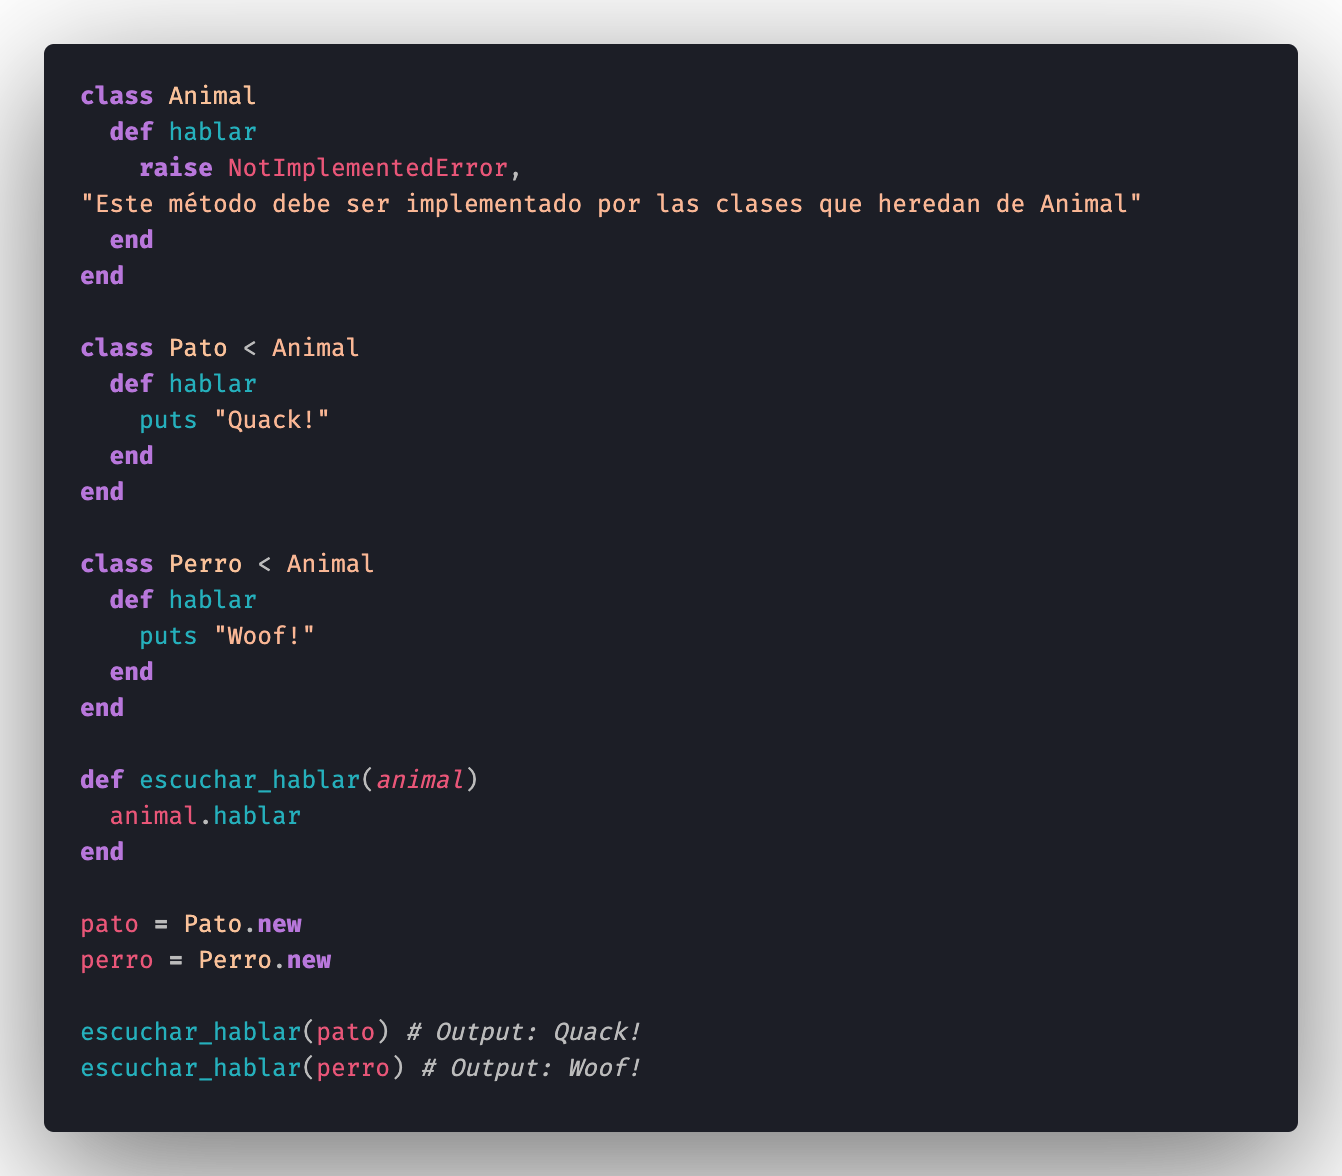 class Animal
  def hablar
    raise NotImplementedError,
"Este método debe ser implementado por las clases que heredan de Animal"
  end
end

class Pato < Animal
  def hablar
    puts "Quack!"
  end
end

class Perro < Animal
  def hablar
    puts "Woof!"
  end
end

def escuchar_hablar(animal)
  animal.hablar
end

pato = Pato.new
perro = Perro.new

escuchar_hablar(pato) # Output: Quack!
escuchar_hablar(perro) # Output: Woof!